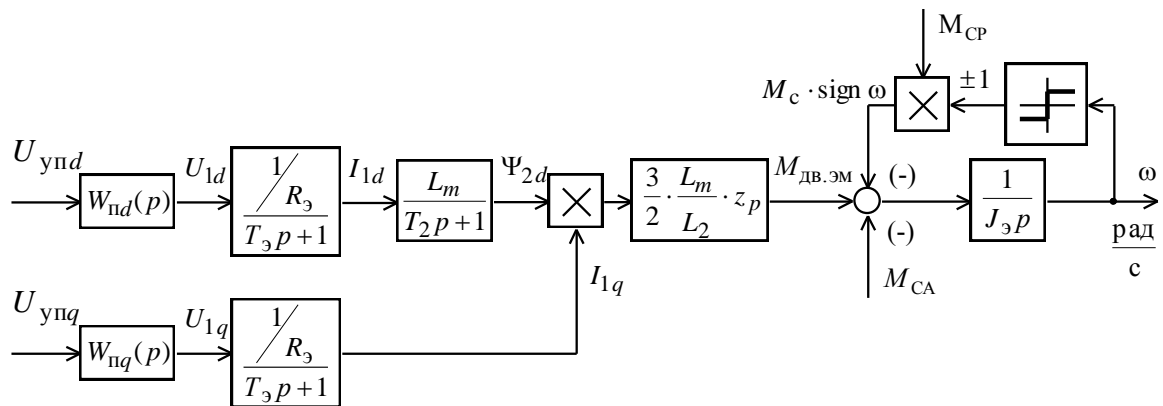 M_СР
M_с · sign ω
±1
U_упd
W_пd(p)
U_1d
1/R_э
T_э p+1
I_1d
L_m
T_2 p+1
Ψ_2d
×
3/2 · L_m/L_2 · z_p
M_дв.эм
(-)
(-)
1
J_э p
ω
рад
с
M_СА
I_1q
U_упq
W_пq(p)
U_1q
1/R_э
T_э p+1